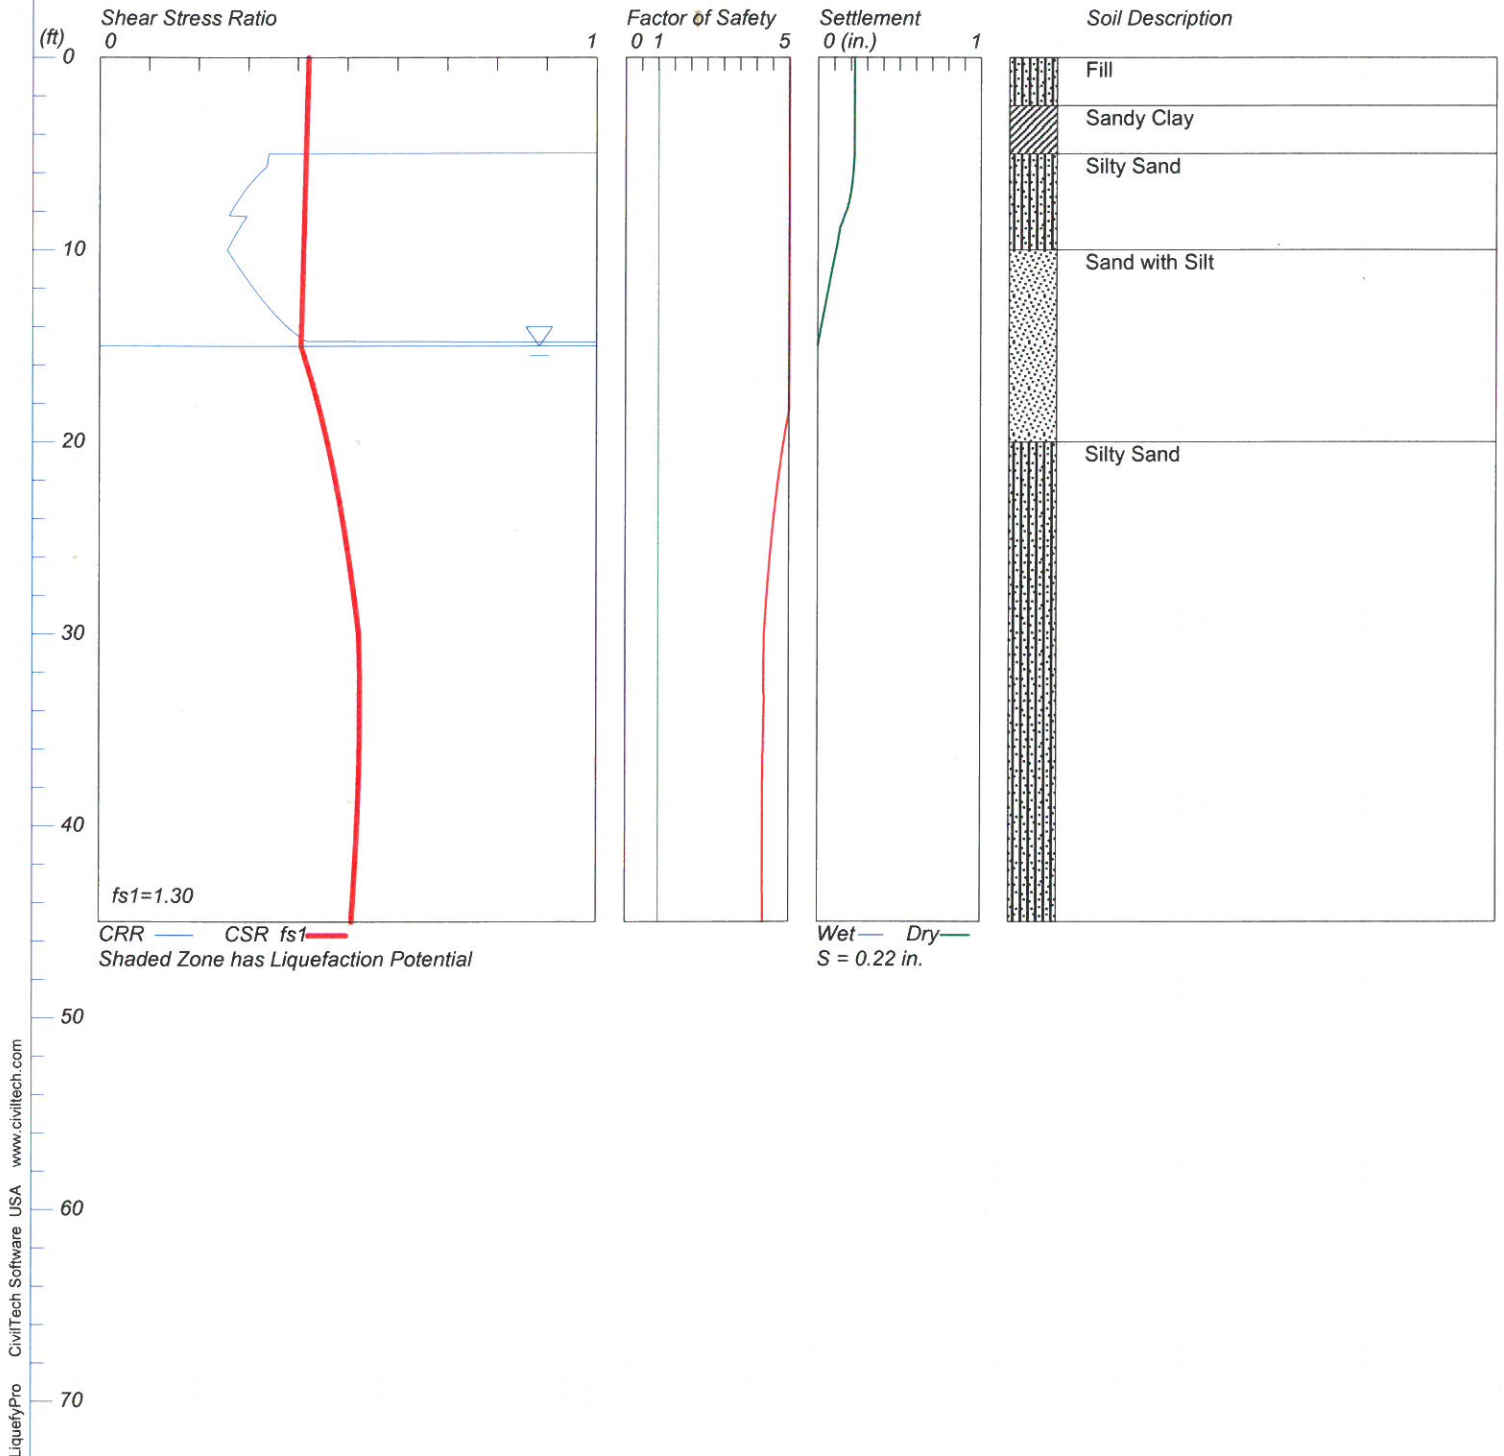 Shear Stress Ratio Factor of Safety Settlement Soil Description
(ft) 0 1 0 1 5 0 (in.) 1
0
Fill
Sandy Clay
Silty Sand
10
Sand with Silt
20
Silty Sand
30
40
fs1=1.30
CRR CSR fs1 Wet Dry
Shaded Zone has Liquefaction Potential S = 0.22 in.
50
60
70
LiquefyPro CivilTech Software USA www.civiltech.com